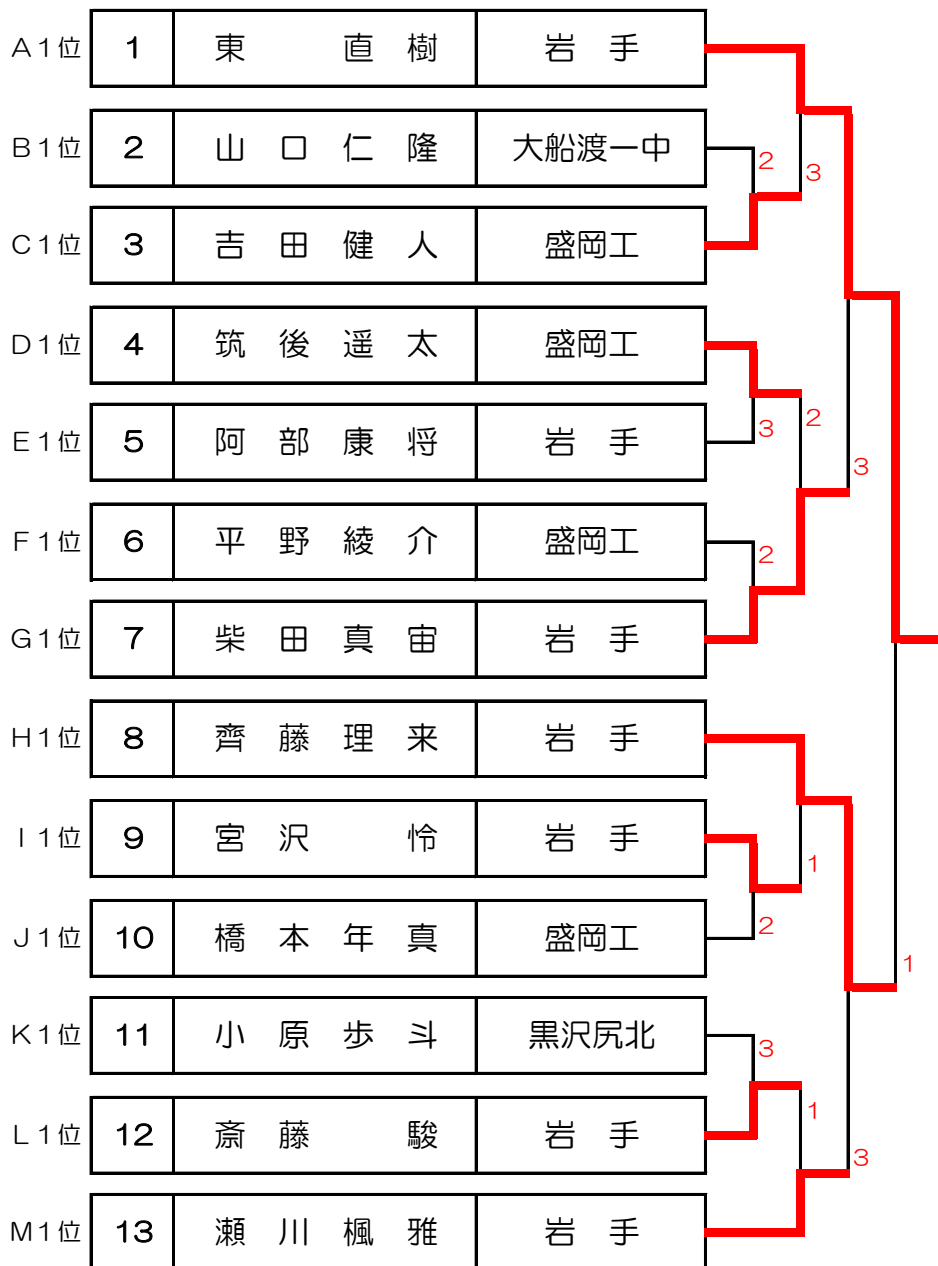 A1位 1 東 直 樹 岩 手
B1位 2 山 口 仁 隆 大船渡一中
2
3
C1位 3 吉 田 健 人 盛岡工
D1位 4 筑 後 遥 太 盛岡工
3
2
E1位 5 阿 部 康 将 岩 手
3
F1位 6 平 野 綾 介 盛岡工
2
G1位 7 柴 田 真 宙 岩 手
H1位 8 齊 藤 理 来 岩 手
I1位 9 宮 沢 怜 岩 手
1
J1位 10 橋 本 年 真 盛岡工
2
1
K1位 11 小 原 歩 斗 黒沢尻北
3
1
L1位 12 斎 藤 駿 岩 手
3
M1位 13 瀬 川 楓 雅 岩 手